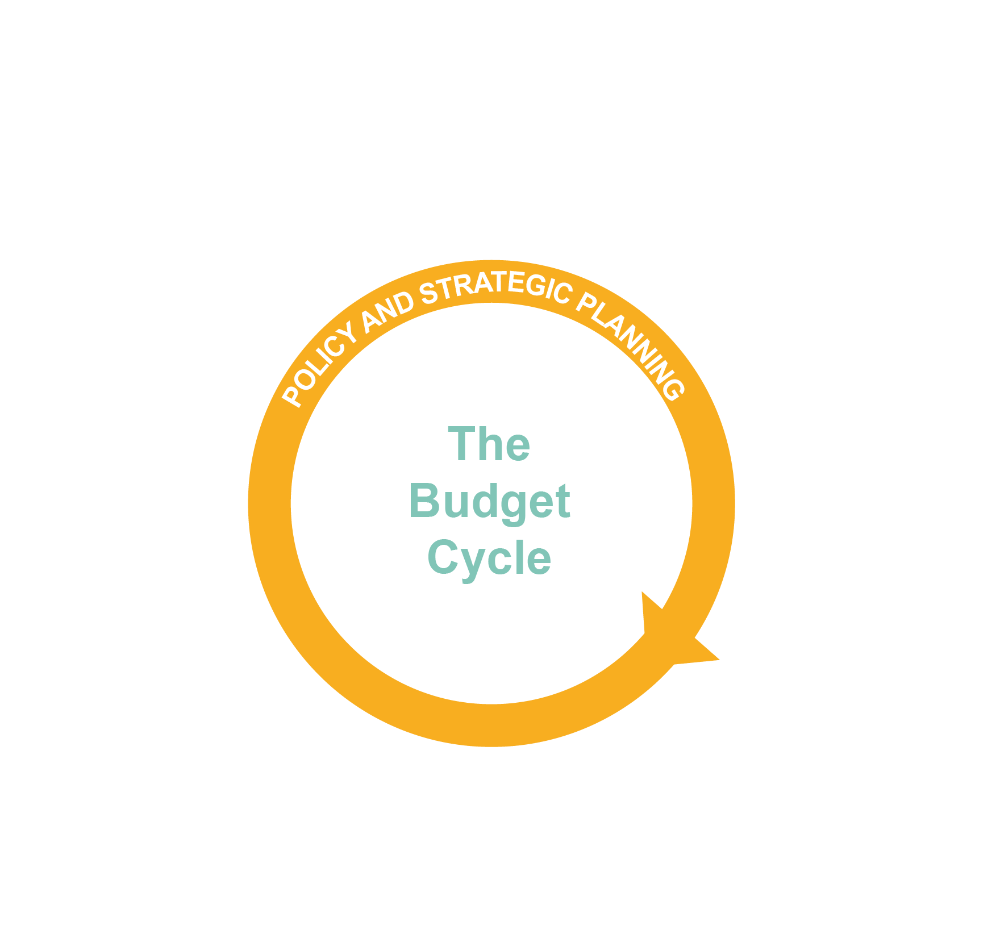 POLICY AND STRATEGIC PLANNING
The
Budget
Cycle